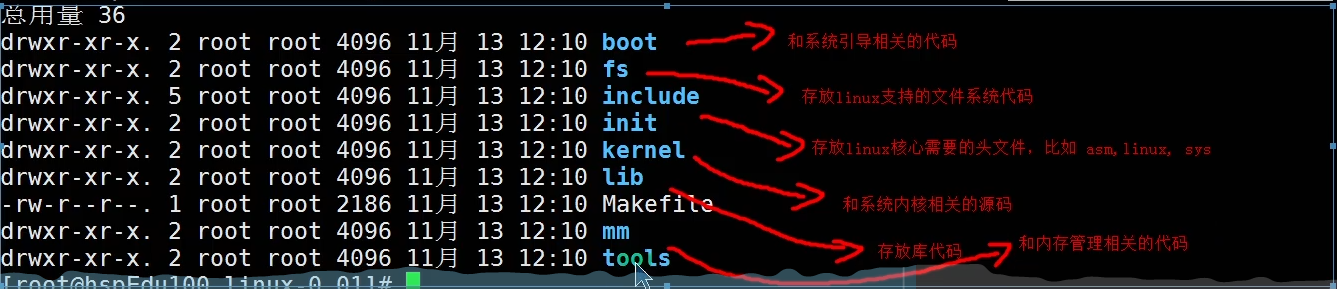 总用量 36
drwxr-xr-x. 2 root root 4096 11月 13 12:10 boot 和系统引导相关的代码
drwxr-xr-x. 2 root root 4096 11月 13 12:10 fs
drwxr-xr-x. 5 root root 4096 11月 13 12:10 include 存放linux支持的文件系统代码
drwxr-xr-x. 2 root root 4096 11月 13 12:10 init
drwxr-xr-x. 2 root root 4096 11月 13 12:10 kernel 存放linux核心需要的头文件，比如 asm,linux, sys
drwxr-xr-x. 2 root root 4096 11月 13 12:10 lib
-rw-r--r--. 1 root root 2186 11月 13 12:10 Makefile 和系统内核相关的源码
drwxr-xr-x. 2 root root 4096 11月 13 12:10 mm
drwxr-xr-x. 2 root root 4096 11月 13 12:10 tools 存放库代码 和内存管理相关的代码
[root@hspEdu100 linux-0.01]#